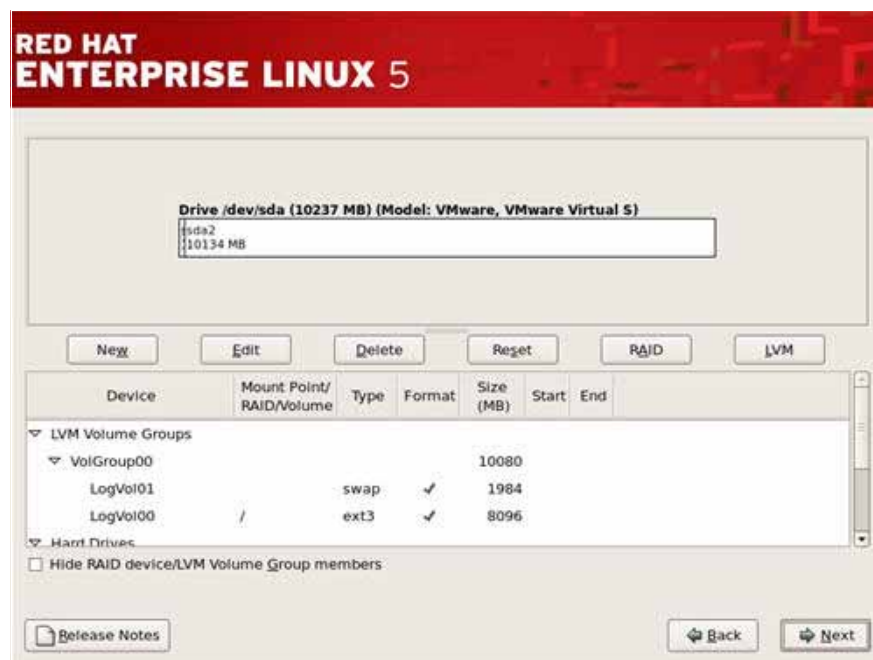 RED HAT
ENTERPRISE LINUX 5
Drive /dev/sda (10237 MB) (Model: VMware, VMware Virtual S)
sda2
10134 MB
New Edit Delete Reset RAID LVM
Device Mount Point/ RAID/Volume Type Format Size (MB) Start End
LVM Volume Groups
VolGroup00 10080
LogVol01 swap 1984
LogVol00 / ext3 8096
Hard Drives
Hide RAID device/LVM Volume Group members
Release Notes Back Next